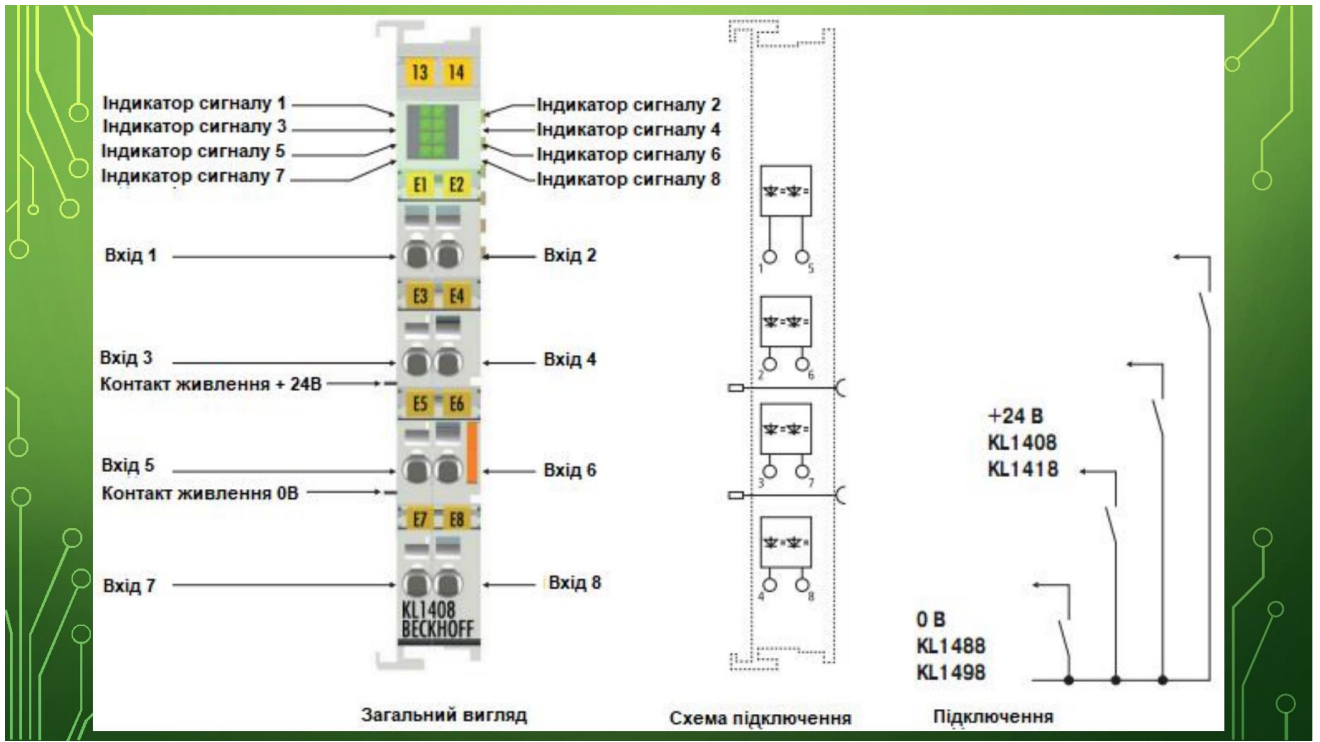 13 14
Індикатор сигналу 1
Індикатор сигналу 3
Індикатор сигналу 5
Індикатор сигналу 7
Індикатор сигналу 2
Індикатор сигналу 4
Індикатор сигналу 6
Індикатор сигналу 8
E1 E2
Вхід 1
Вхід 2
E3 E4
Вхід 3
Вхід 4
Контакт живлення + 24В
E5 E6
Вхід 5
Вхід 6
Контакт живлення 0В
E7 E8
Вхід 7
Вхід 8
KL1408
BECKHOFF
Загальний вигляд
1 5
2 6
3 7
4 8
Схема підключення
+24 В
KL1408
KL1418
0 В
KL1488
KL1498
Підключення